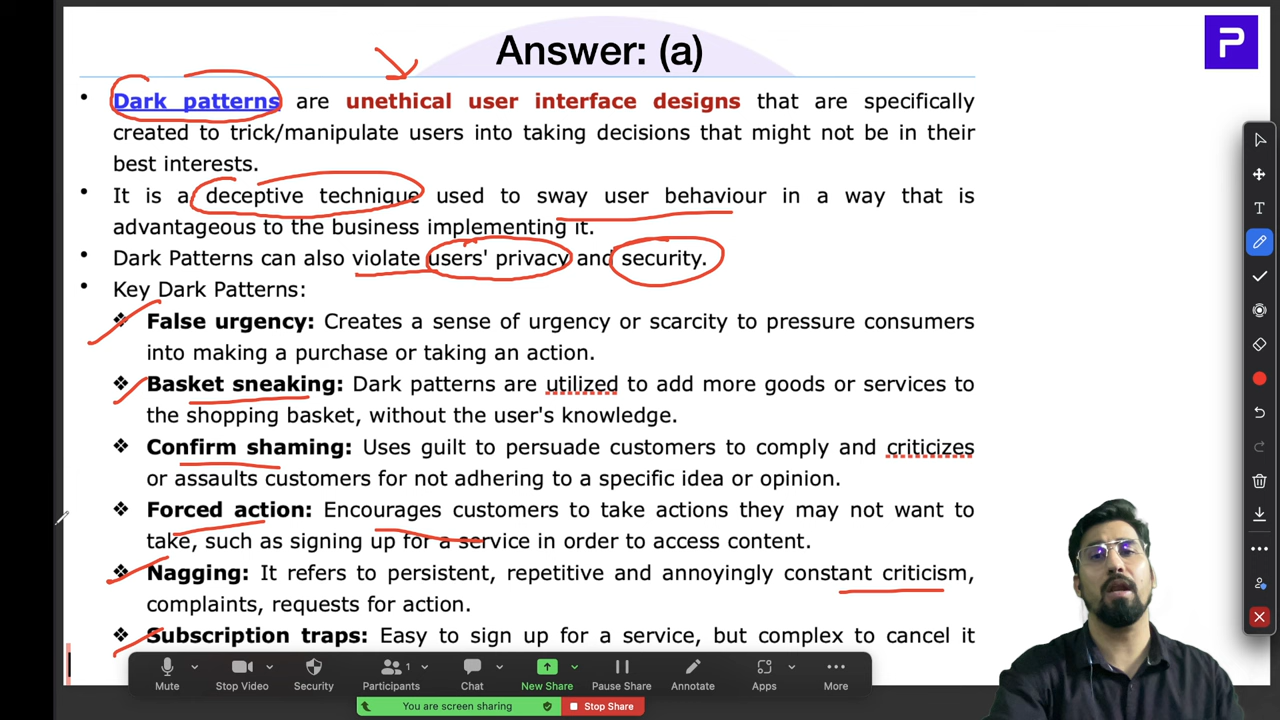 Answer: (a)
P
• Dark patterns are unethical user interface designs that are specifically
created to trick/manipulate users into taking decisions that might not be in their
best interests.
• It is a deceptive technique used to sway user behaviour in a way that is
advantageous to the business implementing it.
• Dark Patterns can also violate users' privacy and security.
• Key Dark Patterns:
❖ False urgency: Creates a sense of urgency or scarcity to pressure consumers
into making a purchase or taking an action.
❖ Basket sneaking: Dark patterns are utilized to add more goods or services to
the shopping basket, without the user's knowledge.
❖ Confirm shaming: Uses guilt to persuade customers to comply and criticizes
or assaults customers for not adhering to a specific idea or opinion.
❖ Forced action: Encourages customers to take actions they may not want to
take, such as signing up for a service in order to access content.
❖ Nagging: It refers to persistent, repetitive and annoyingly constant criticism,
complaints, requests for action.
❖ Subscription traps: Easy to sign up for a service, but complex to cancel it
1
Mute Stop Video Security Participants Chat New Share Pause Share Annotate Apps More
You are screen sharing Stop Share